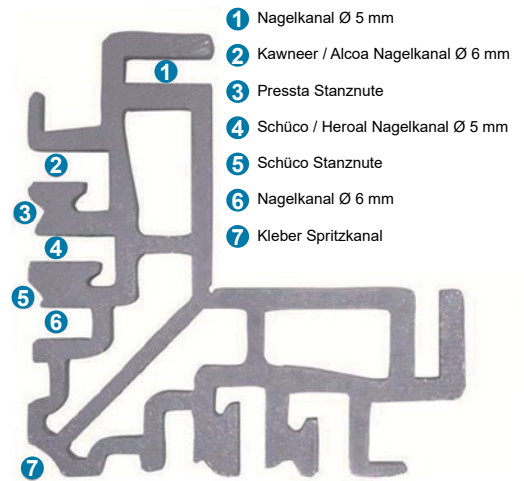 1 Nagelkanal Ø 5 mm
2 Kawneer / Alcoa Nagelkanal Ø 6 mm
3 Pressta Stanznute
4 Schüco / Heroal Nagelkanal Ø 5 mm
5 Schüco Stanznute
6 Nagelkanal Ø 6 mm
7 Kleber Spritzkanal
1
2
3
4
5
6
7